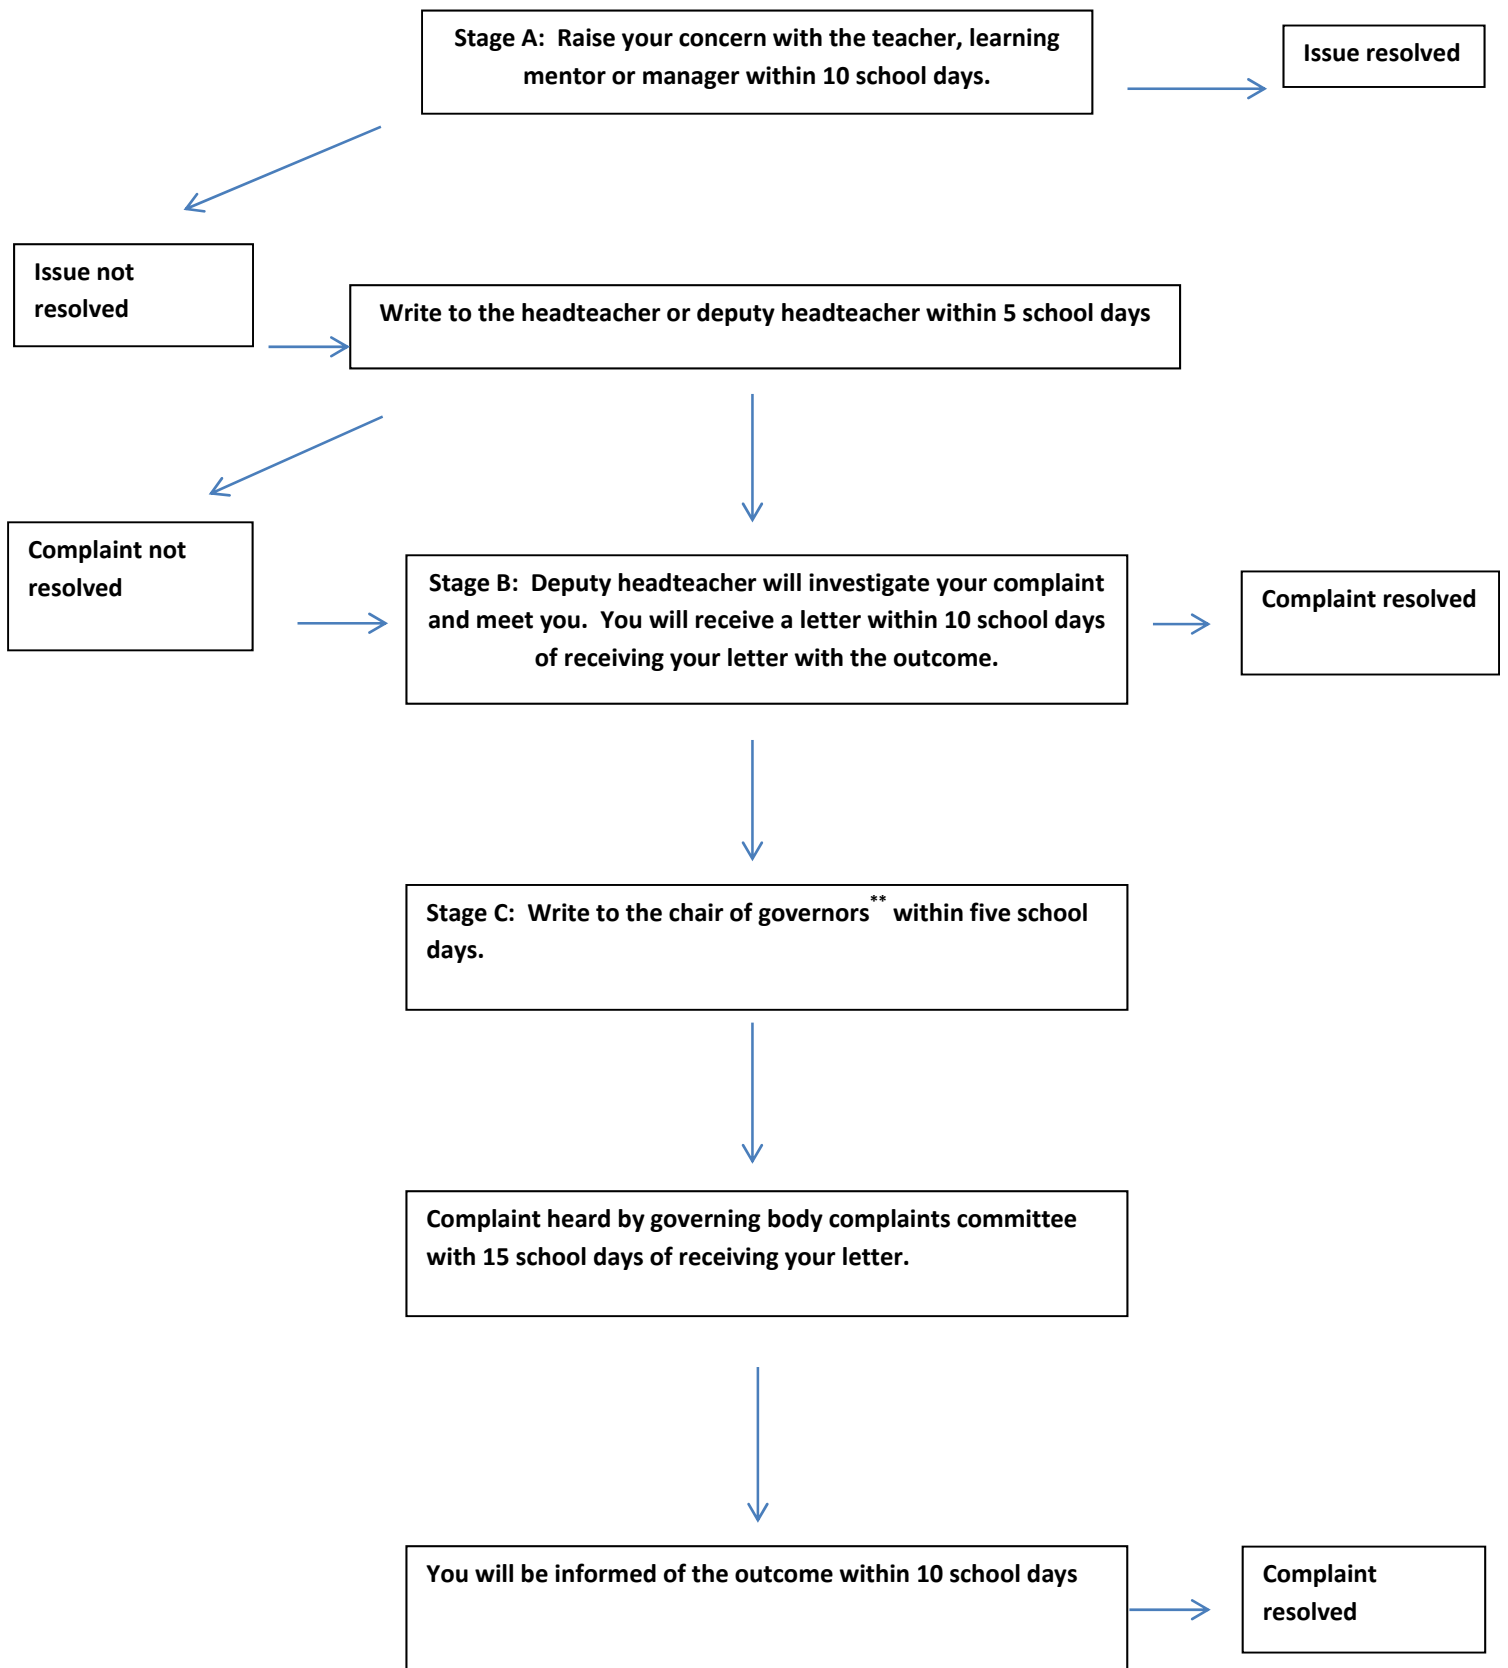 Stage A:  Raise your concern with the teacher, learning
mentor or manager within 10 school days.
Issue resolved
Issue not
resolved
Write to the headteacher or deputy headteacher within 5 school days
Complaint not
resolved
Stage B:  Deputy headteacher will investigate your complaint
and meet you.  You will receive a letter within 10 school days
of receiving your letter with the outcome.
Complaint resolved
Stage C:  Write to the chair of governors** within five school
days.
Complaint heard by governing body complaints committee
with 15 school days of receiving your letter.
You will be informed of the outcome within 10 school days
Complaint
resolved